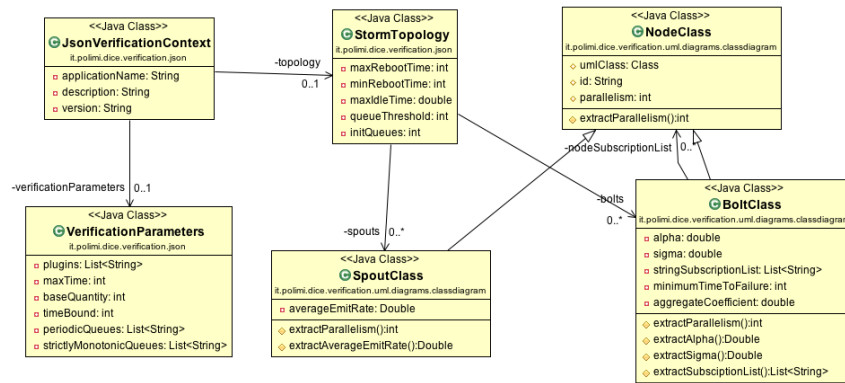 <<Java Class>>
JsonVerificationContext
it.polimi.dice.verification.json
applicationName: String
description: String
version: String
-topology
0..1
<<Java Class>>
StormTopology
it.polimi.dice.verification.json
maxRebootTime: int
minRebootTime: int
maxIdleTime: double
queueThreshold: int
initQueues: int
<<Java Class>>
NodeClass
it.polimi.dice.verification.uml.diagrams.classdiagram
umlClass: Class
id: String
parallelism: int
extractParallelism():int
-nodeSubscriptionList
0..*
-verificationParameters
0..1
-spouts
0..*
-bolts
0..*
<<Java Class>>
VerificationParameters
it.polimi.dice.verification.json
plugins: List<String>
maxTime: int
baseQuantity: int
timeBound: int
periodicQueues: List<String>
strictlyMonotonicQueues: List<String>
<<Java Class>>
SpoutClass
it.polimi.dice.verification.uml.diagrams.classdiagram
averageEmitRate: Double
extractParallelism():int
extractAverageEmitRate():Double
<<Java Class>>
BoltClass
it.polimi.dice.verification.uml.diagrams.classdiagram
alpha: double
sigma: double
stringSubscriptionList: List<String>
minimumTimeToFailure: int
aggregateCoefficient: double
extractParallelism():int
extractAlpha():Double
extractSigma():Double
extractSubsciptionList():List<String>